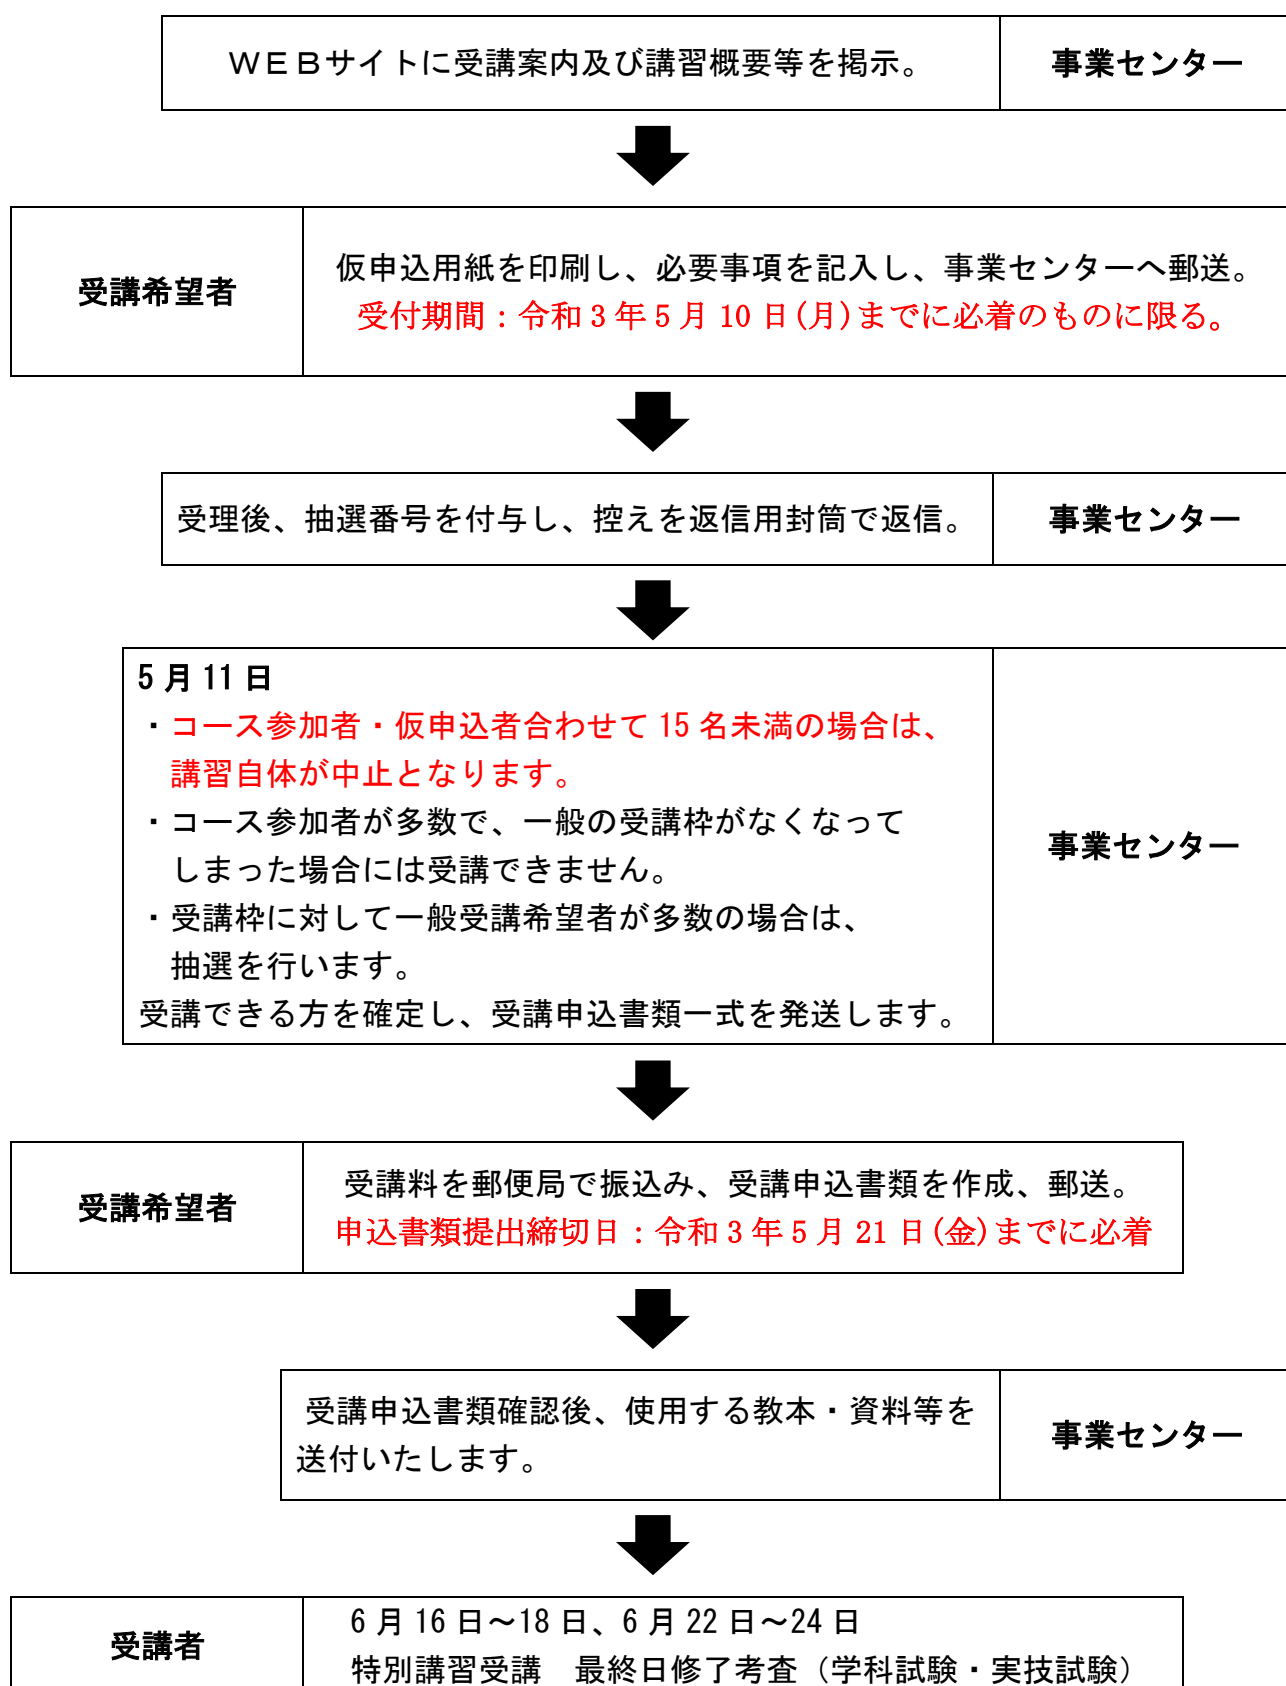 ＷＥＢサイトに受講案内及び講習概要等を掲示。
事業センター
受講希望者
仮申込用紙を印刷し、必要事項を記入し、事業センターへ郵送。
受付期間：令和3年5月10日(月)までに必着のものに限る。
受理後、抽選番号を付与し、控えを返信用封筒で返信。
事業センター
5月11日
・コース参加者・仮申込者合わせて15名未満の場合は、
講習自体が中止となります。
・コース参加者が多数で、一般の受講枠がなくなって
しまった場合には受講できません。
・受講枠に対して一般受講希望者が多数の場合は、
抽選を行います。
受講できる方を確定し、受講申込書類一式を発送します。
事業センター
受講希望者
受講料を郵便局で振込み、受講申込書類を作成、郵送。
申込書類提出締切日：令和3年5月21日(金)までに必着
受講申込書類確認後、使用する教本・資料等を
送付いたします。
事業センター
受講者
6月16日～18日、6月22日～24日
特別講習受講　最終日修了考査（学科試験・実技試験）